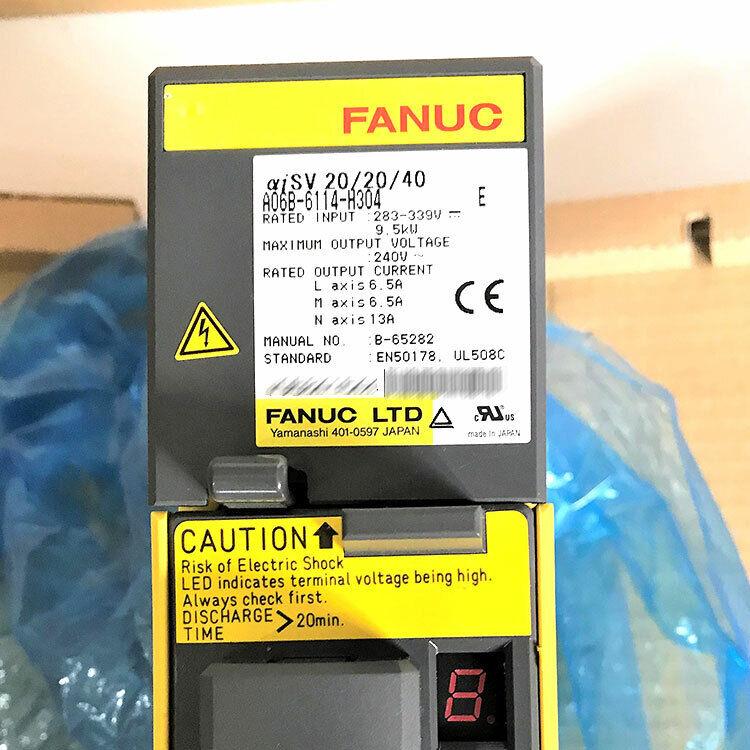 FANUC
αiSV 20/20/40
A06B-6114-H304 E
RATED INPUT :283-339V ⎓
9.5kW
MAXIMUM OUTPUT VOLTAGE
:240V ~
RATED OUTPUT CURRENT
L axis 6.5A
M axis 6.5A
N axis 13A
CE
MANUAL NO. :B-65282
STANDARD :EN50178, UL508C
FANUC LTD
Yamanashi 401-0597 JAPAN
c RU US
made in JAPAN
CAUTION
Risk of Electric Shock
LED indicates terminal voltage being high.
Always check first.
DISCHARGE TIME >20min.
8.